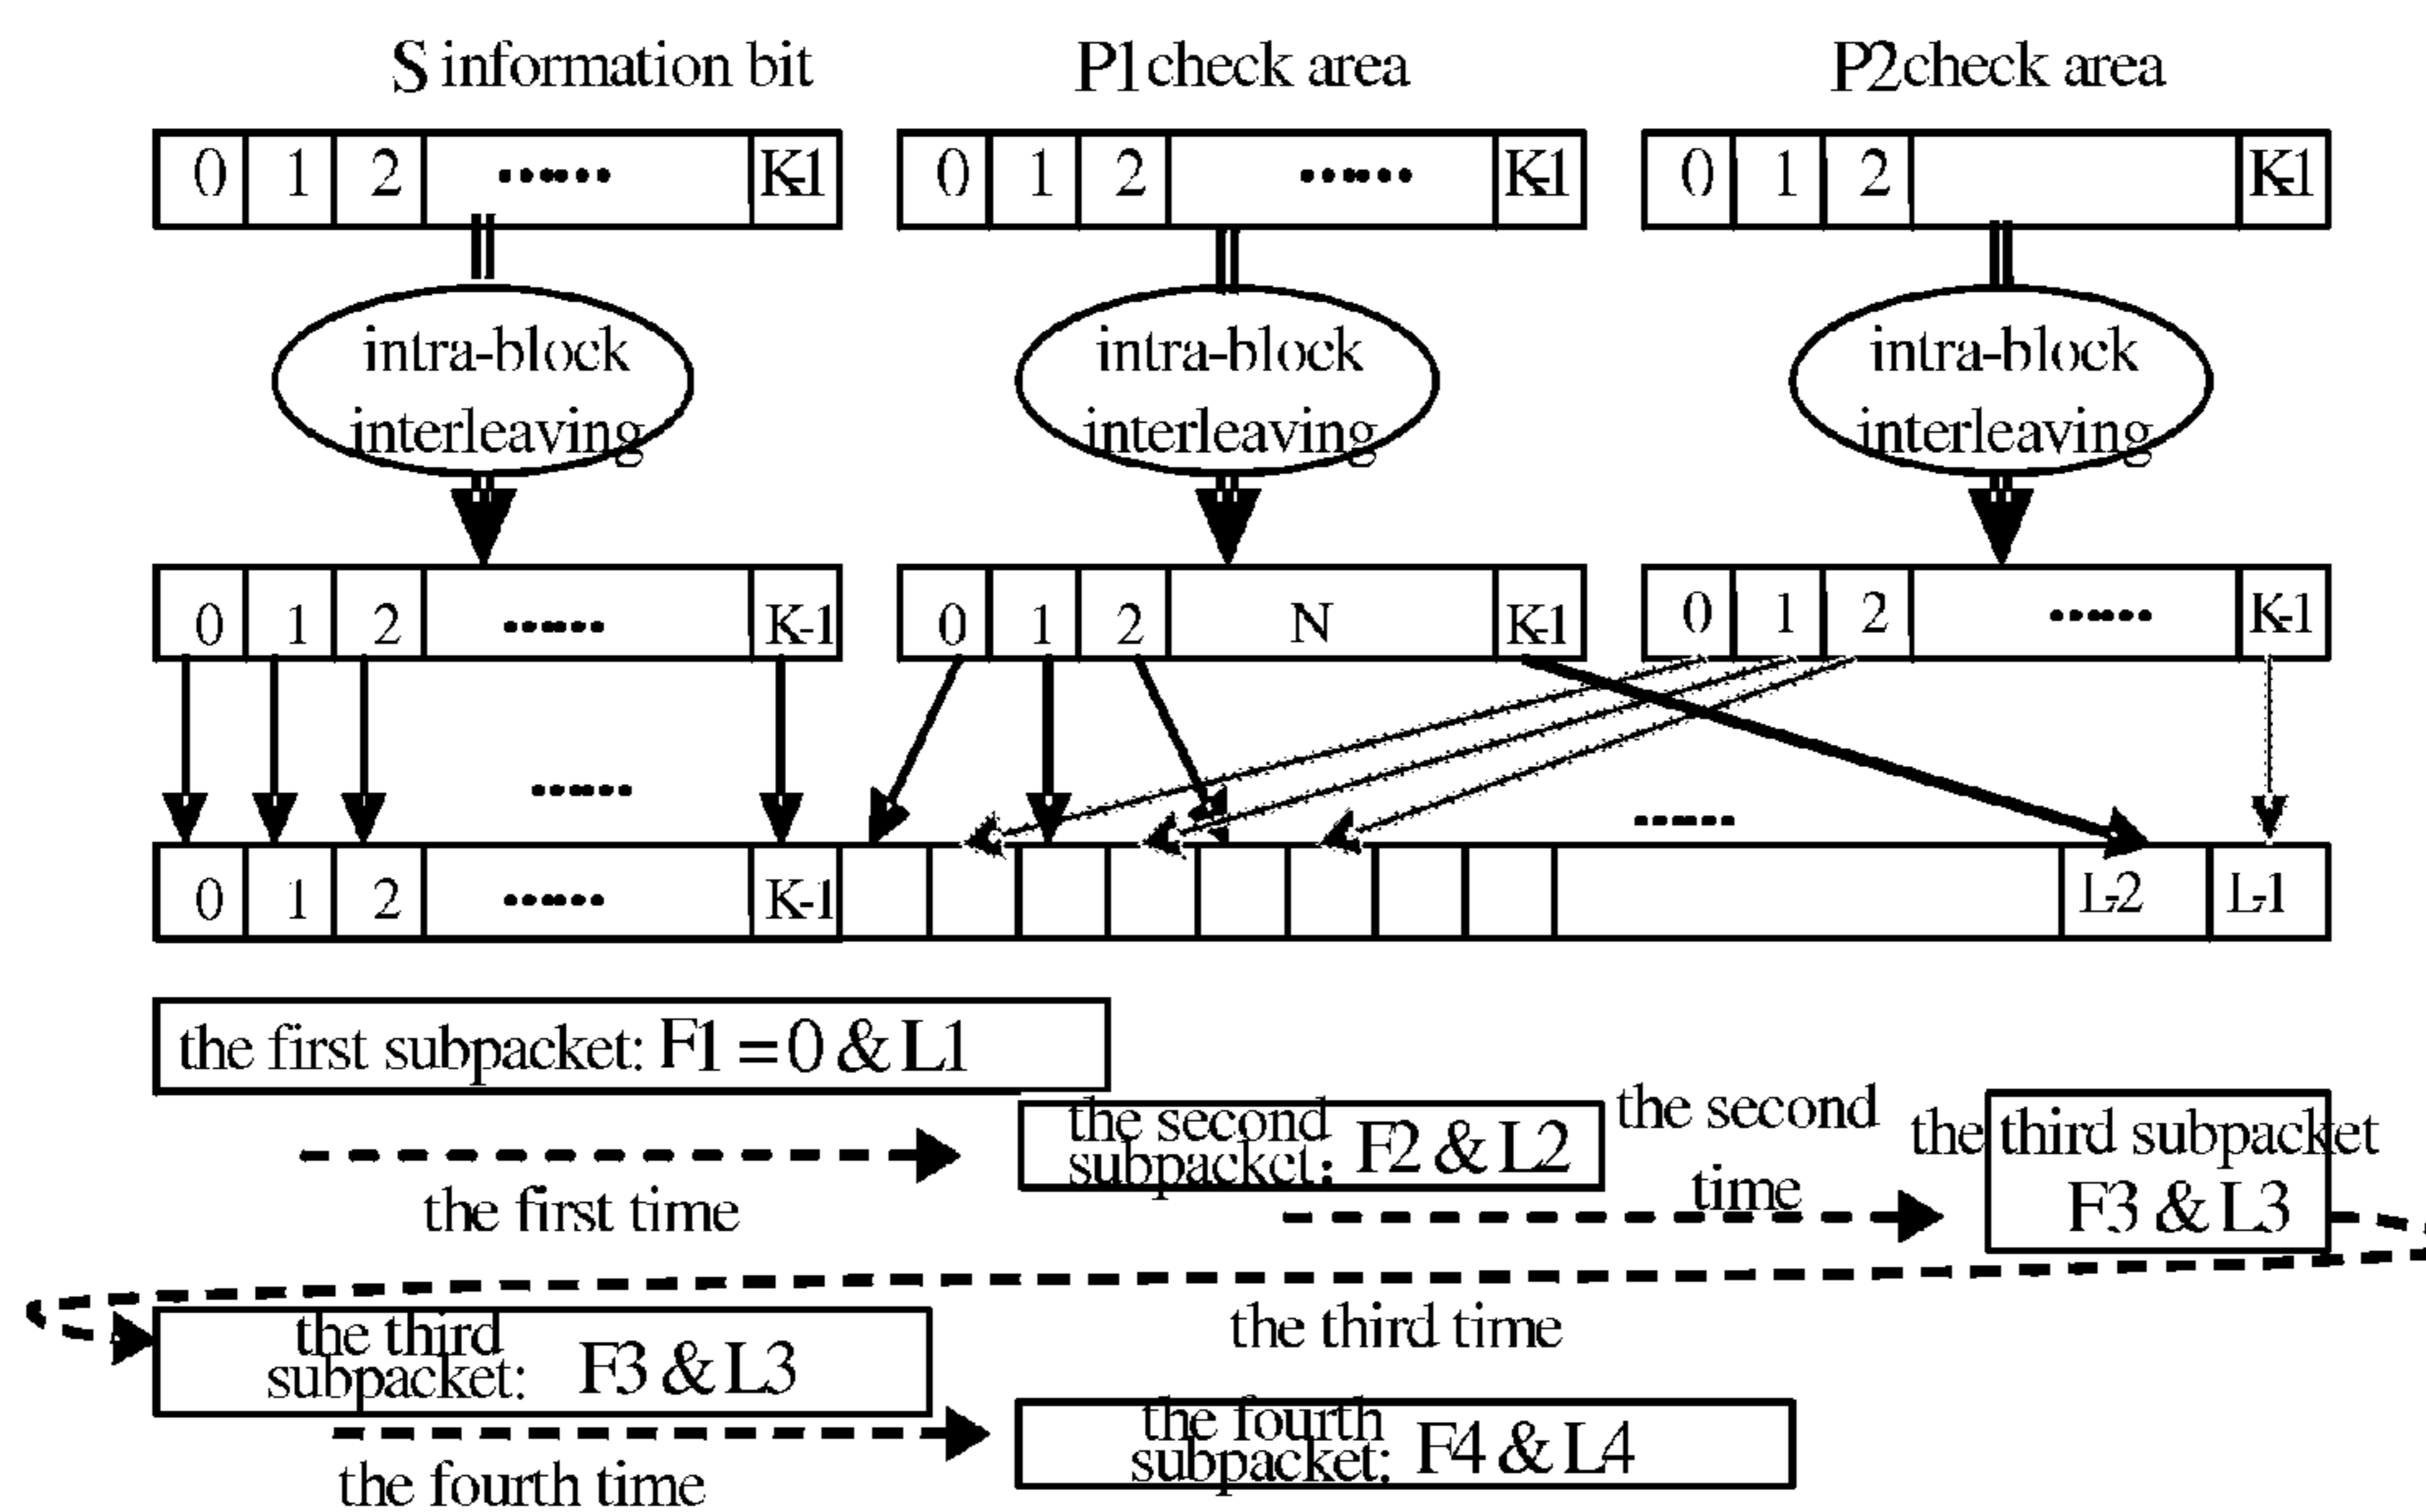 S information bit P1 check area P2 check area
0 1 2 ...... K-1 0 1 2 ...... K-1 0 1 2 K-1
intra-block intra-block intra-block
interleaving interleaving interleaving
0 1 2 ...... K-1 0 1 2 N K-1 0 1 2 ...... K-1
...... ......
0 1 2 ...... K-1 L-2 L-1
the first subpacket: F1 = 0 & L1
the second
subpacket: F2 & L2
the second
time
the third subpacket
F3 & L3
the first time
the third
subpacket: F3 & L3
the third time
the fourth
subpacket: F4 & L4
the fourth time